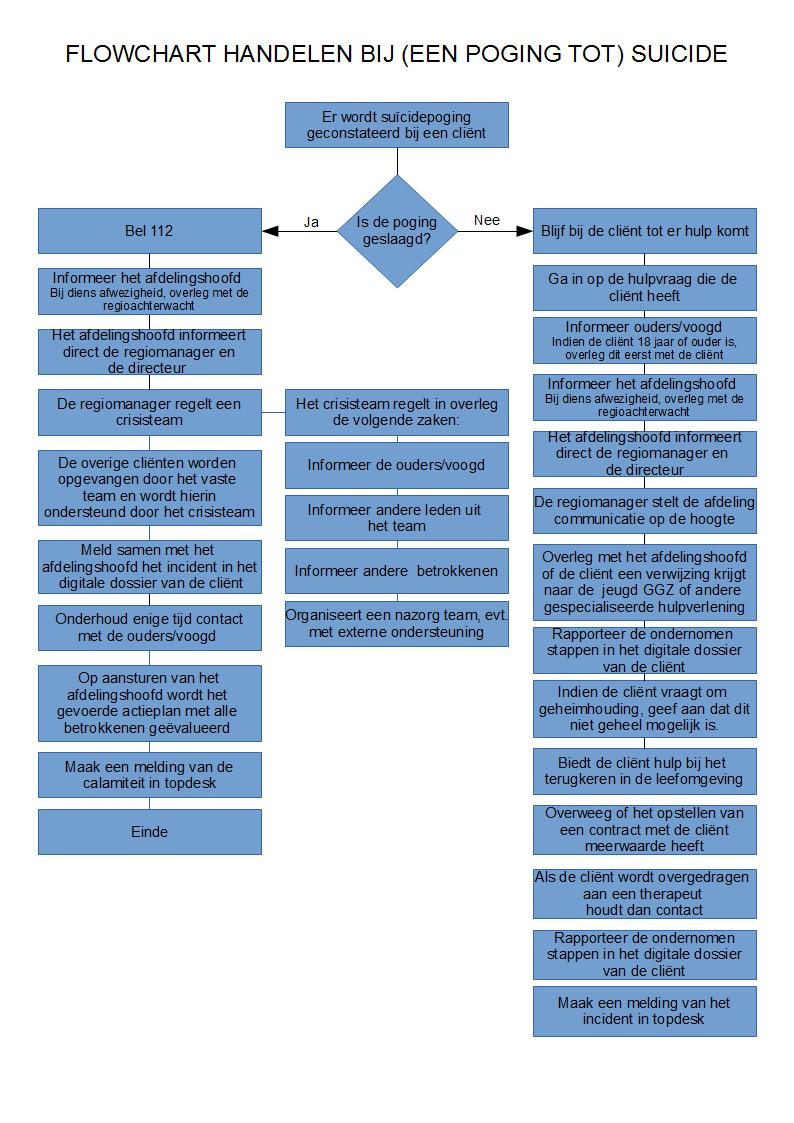 FLOWCHART HANDELEN BIJ (EEN POGING TOT) SUICIDE
Er wordt suïcidepoging
geconstateerd bij een cliënt
Is de poging
geslaagd?
Ja
Nee
Bel 112
Informeer het afdelingshoofd
Bij diens afwezigheid, overleg met de
regioachterwacht
Het afdelingshoofd informeert
direct de regiomanager en
de directeur
De regiomanager regelt een
crisisteam
De overige cliënten worden
opgevangen door het vaste
team en wordt hierin
ondersteund door het crisisteam
Meld samen met het
afdelingshoofd het incident in het
digitale dossier van de cliënt
Onderhoud enige tijd contact
met de ouders/voogd
Op aansturen van het
afdelingshoofd wordt het
gevoerde actieplan met alle
betrokkenen geëvalueerd
Maak een melding van de
calamiteit in topdesk
Einde
Het crisisteam regelt in overleg
de volgende zaken:
Informeer de ouders/voogd
Informeer andere leden uit
het team
Informeer andere betrokkenen
Organiseert een nazorg team, evt.
met externe ondersteuning
Blijf bij de cliënt tot er hulp komt
Ga in op de hulpvraag die de
cliënt heeft
Informeer ouders/voogd
Indien de cliënt 18 jaar of ouder is,
overleg dit eerst met de cliënt
Informeer het afdelingshoofd
Bij diens afwezigheid, overleg met de
regioachterwacht
Het afdelingshoofd informeert
direct de regiomanager en
de directeur
De regiomanager stelt de afdeling
communicatie op de hoogte
Overleg met het afdelingshoofd
of de cliënt een verwijzing krijgt
naar de jeugd GGZ of andere
gespecialiseerde hulpverlening
Rapporteer de ondernomen
stappen in het digitale dossier
van de cliënt
Indien de cliënt vraagt om
geheimhouding, geef aan dat dit
niet geheel mogelijk is.
Biedt de cliënt hulp bij het
terugkeren in de leefomgeving
Overweeg of het opstellen van
een contract met de cliënt
meerwaarde heeft
Als de cliënt wordt overgedragen
aan een therapeut
houdt dan contact
Rapporteer de ondernomen
stappen in het digitale dossier
van de cliënt
Maak een melding van het
incident in topdesk